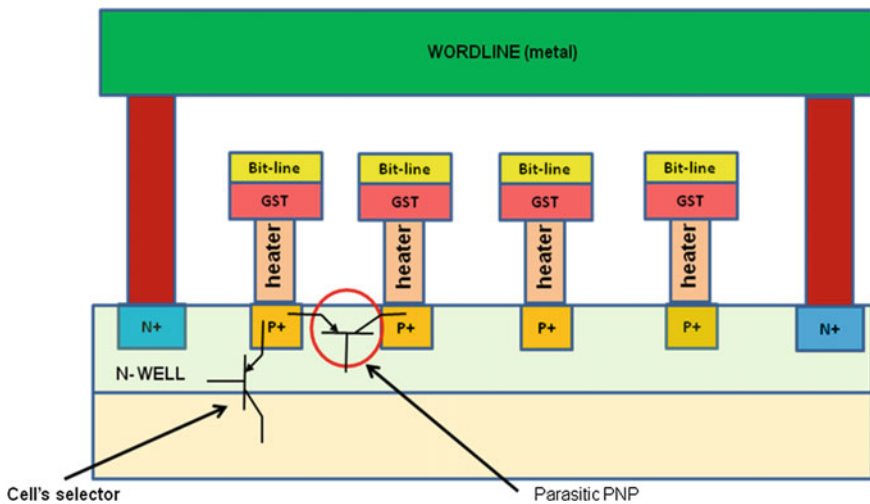 WORDLINE (metal)
Bit-line
Bit-line
Bit-line
Bit-line
GST
GST
GST
GST
heater
heater
heater
heater
N+
P+
P+
P+
P+
N+
N-WELL
Cell's selector
Parasitic PNP